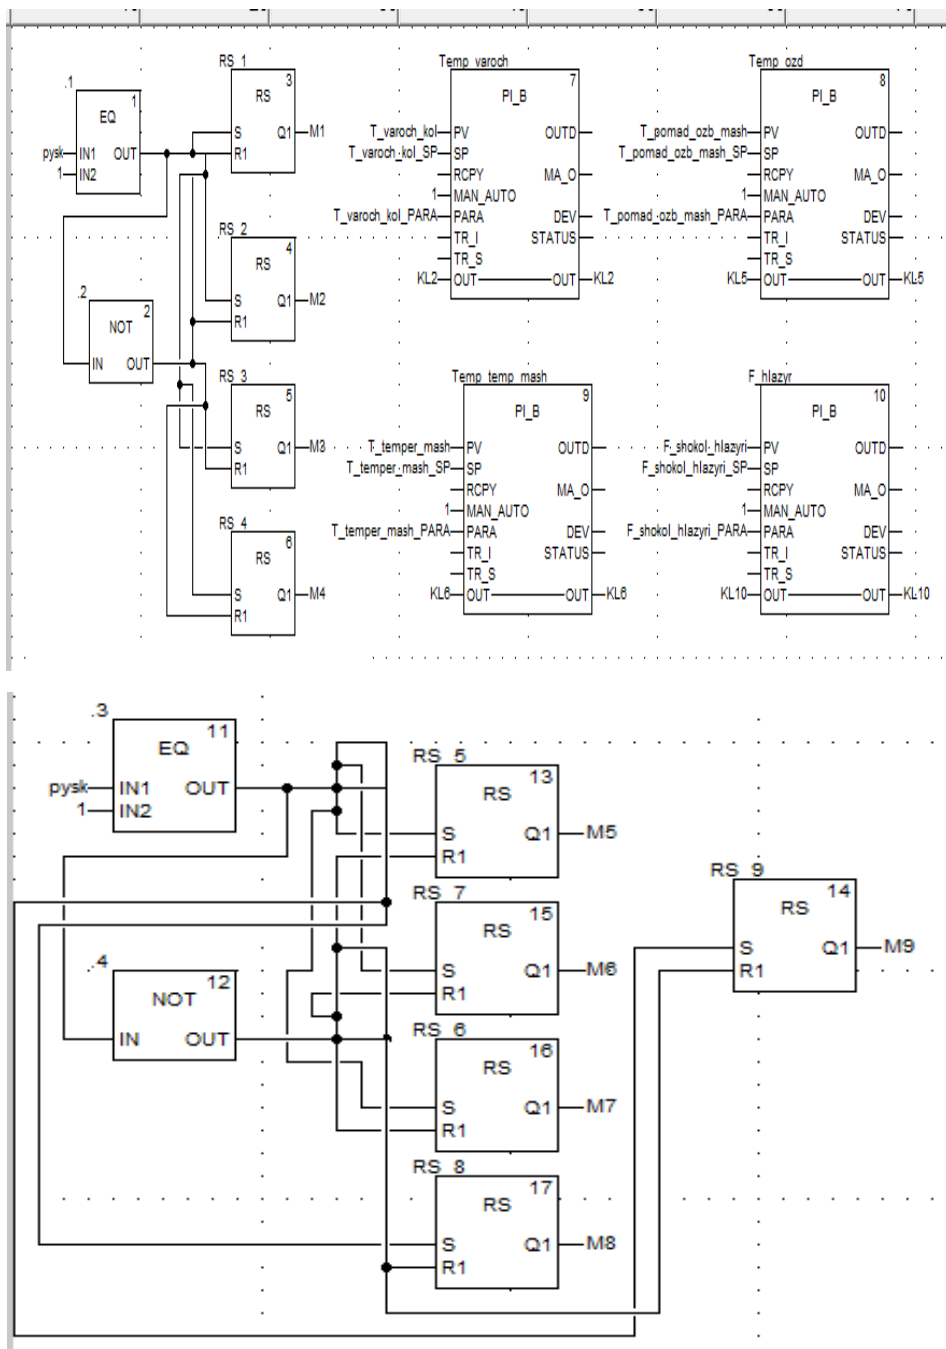 RS_1
.1
1
EQ
pysk IN1 OUT
1 IN2
3
RS
S Q1 M1
R1
RS_2
4
RS
S Q1 M2
R1
.2
2
NOT
IN OUT
RS_3
5
RS
S Q1 M3
R1
RS_4
6
RS
S Q1 M4
R1
Temp_varoch
7
PI_B
T_varoch_kol PV OUTD
T_varoch_kol_SP SP
RCPY MA_O
1 MAN_AUTO
T_varoch_kol_PARA PARA DEV
TR_I STATUS
TR_S
KL2 OUT OUT KL2
Temp_ozd
8
PI_B
T_pomad_ozb_mash PV OUTD
T_pomad_ozb_mash_SP SP
RCPY MA_O
1 MAN_AUTO
T_pomad_ozb_mash_PARA PARA DEV
TR_I STATUS
TR_S
KL5 OUT OUT KL5
Temp_temp_mash
9
PI_B
T_temper_mash PV OUTD
T_temper_mash_SP SP
RCPY MA_O
1 MAN_AUTO
T_temper_mash_PARA PARA DEV
TR_I STATUS
TR_S
KL6 OUT OUT KL6
F_hlazyr
10
PI_B
F_shokol_hlazyri PV OUTD
F_shokol_hlazyri_SP SP
RCPY MA_O
1 MAN_AUTO
F_shokol_hlazyri_PARA PARA DEV
TR_I STATUS
TR_S
KL10 OUT OUT KL10
.3
11
EQ
pysk IN1 OUT
1 IN2
.4
12
NOT
IN OUT
RS_5
13
RS
S Q1 M5
R1
RS_7
15
RS
S Q1 M6
R1
RS_6
16
RS
S Q1 M7
R1
RS_8
17
RS
S Q1 M8
R1
RS_9
14
RS
S Q1 M9
R1